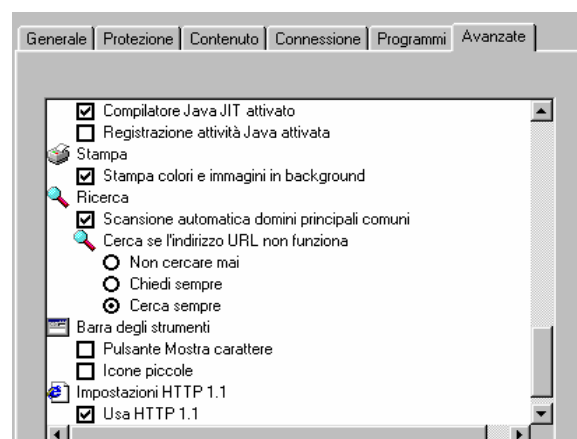 Generale Protezione Contenuto Connessione Programmi Avanzate
Compilatore Java JIT attivato
Registrazione attività Java attivata
Stampa
Stampa colori e immagini in background
Ricerca
Scansione automatica domini principali comuni
Cerca se l'indirizzo URL non funziona
Non cercare mai
Chiedi sempre
Cerca sempre
Barra degli strumenti
Pulsante Mostra carattere
Icone piccole
Impostazioni HTTP 1.1
Usa HTTP 1.1